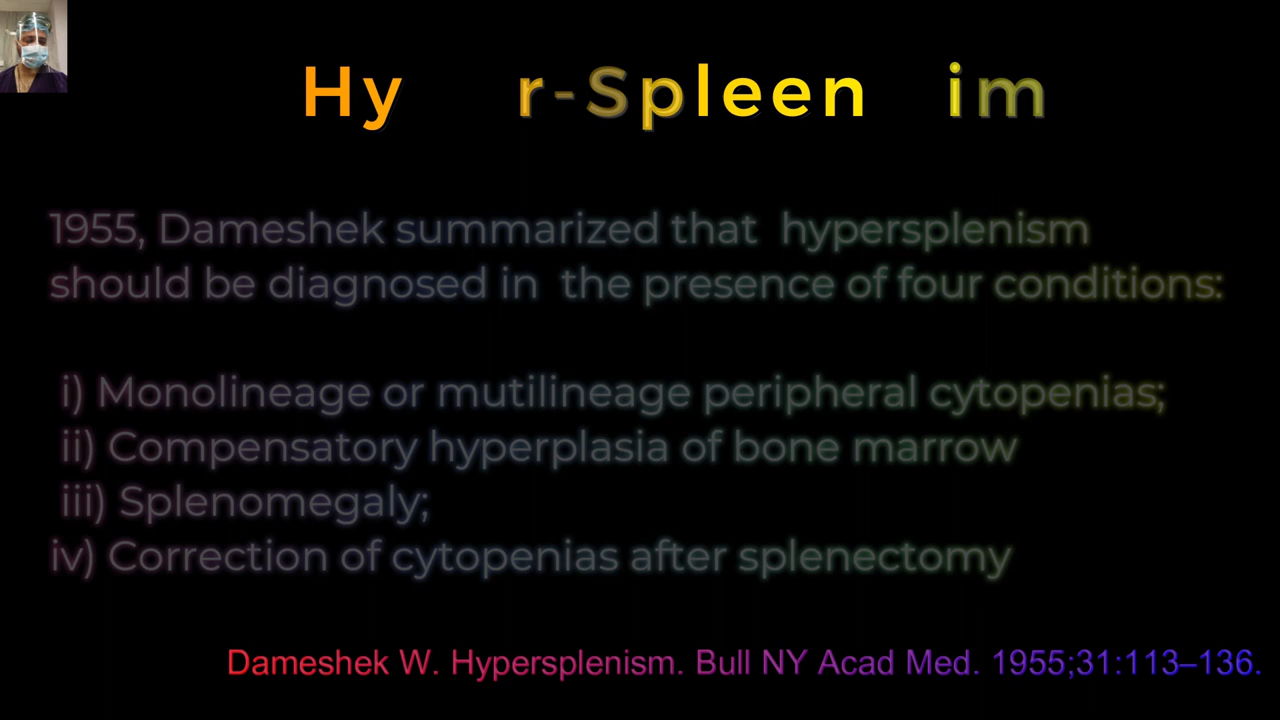 Hy r-Spleen im
1955, Dameshek summarized that hypersplenism
should be diagnosed in the presence of four conditions:
i) Monolineage or mutilineage peripheral cytopenias;
ii) Compensatory hyperplasia of bone marrow
iii) Splenomegaly;
iv) Correction of cytopenias after splenectomy
Dameshek W. Hypersplenism. Bull NY Acad Med. 1955;31:113–136.